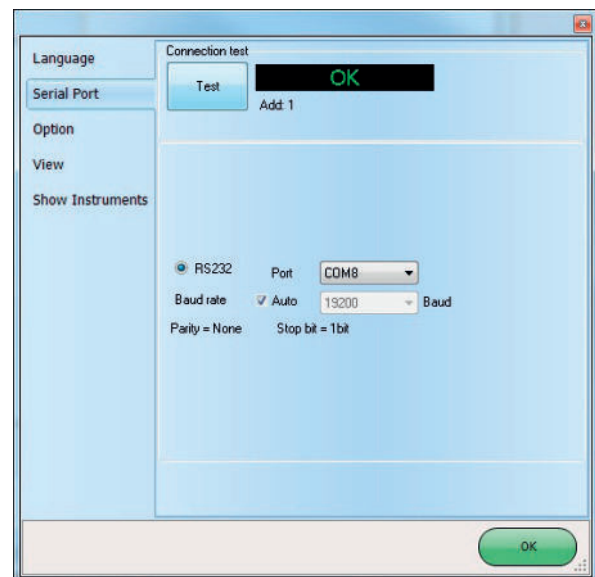 Language
Serial Port
Option
View
Show Instruments
Connection test
Test
OK
Add: 1
RS232 Port COM8
Baud rate Auto 19200 Baud
Parity = None Stop bit = 1bit
OK